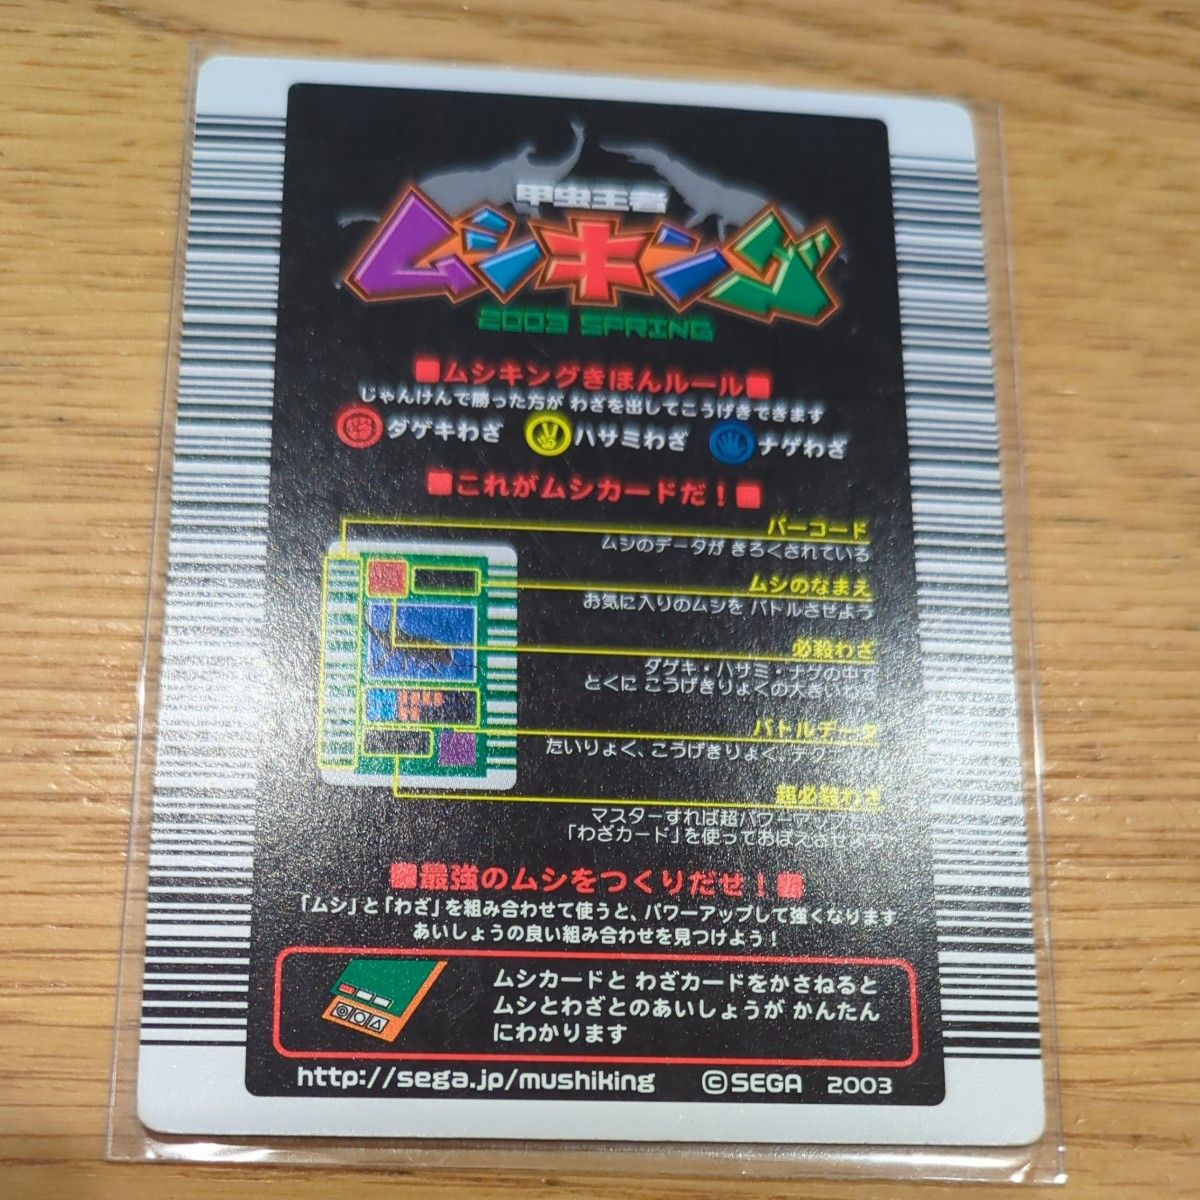 甲虫王者
ムシキング
2003 SPRING
■ムシキングきほんルール■
じゃんけんで勝った方が わざを出してこうげきできます
ダゲキわざ ハサミわざ ナゲわざ
■これがムシカードだ！■
バーコード
ムシのデータが きろくされている
ムシのなまえ
お気に入りのムシを バトルさせよう
必殺わざ
ダゲキ・ハサミ・ナゲの中で
とくに こうげきりょくの大きいわざ
バトルデータ
たいりょく、こうげきりょく、テクニック
超必殺わざ
マスターすれば超パワーアップ
「わざカード」を使っておぼえさせよう
■最強のムシをつくりだせ！■
「ムシ」と「わざ」を組み合わせて使うと、パワーアップして強くなります
あいしょうの良い組み合わせを見つけよう！
ムシカードと わざカードをかさねると
ムシとわざとのあいしょうが かんたん
にわかります
http://sega.jp/mushiking ©SEGA 2003